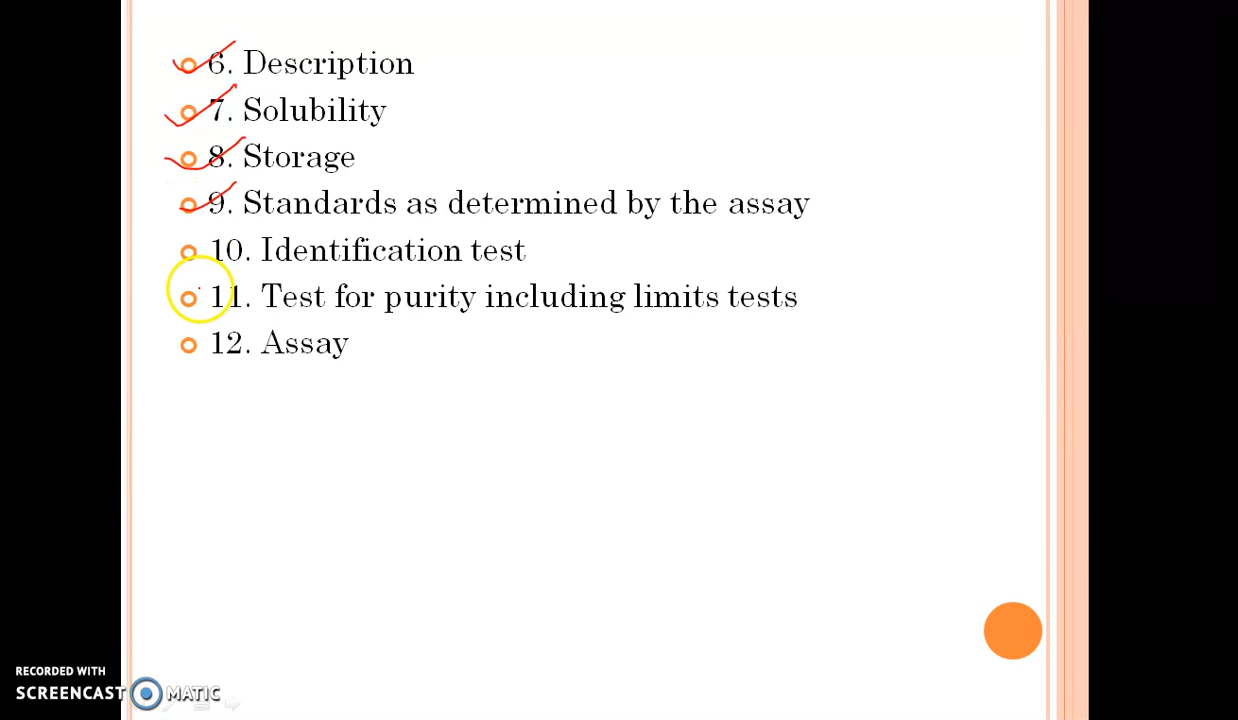 6. Description
7. Solubility
8. Storage
9. Standards as determined by the assay
10. Identification test
11. Test for purity including limits tests
12. Assay
RECORDED WITH
SCREENCAST MATIC